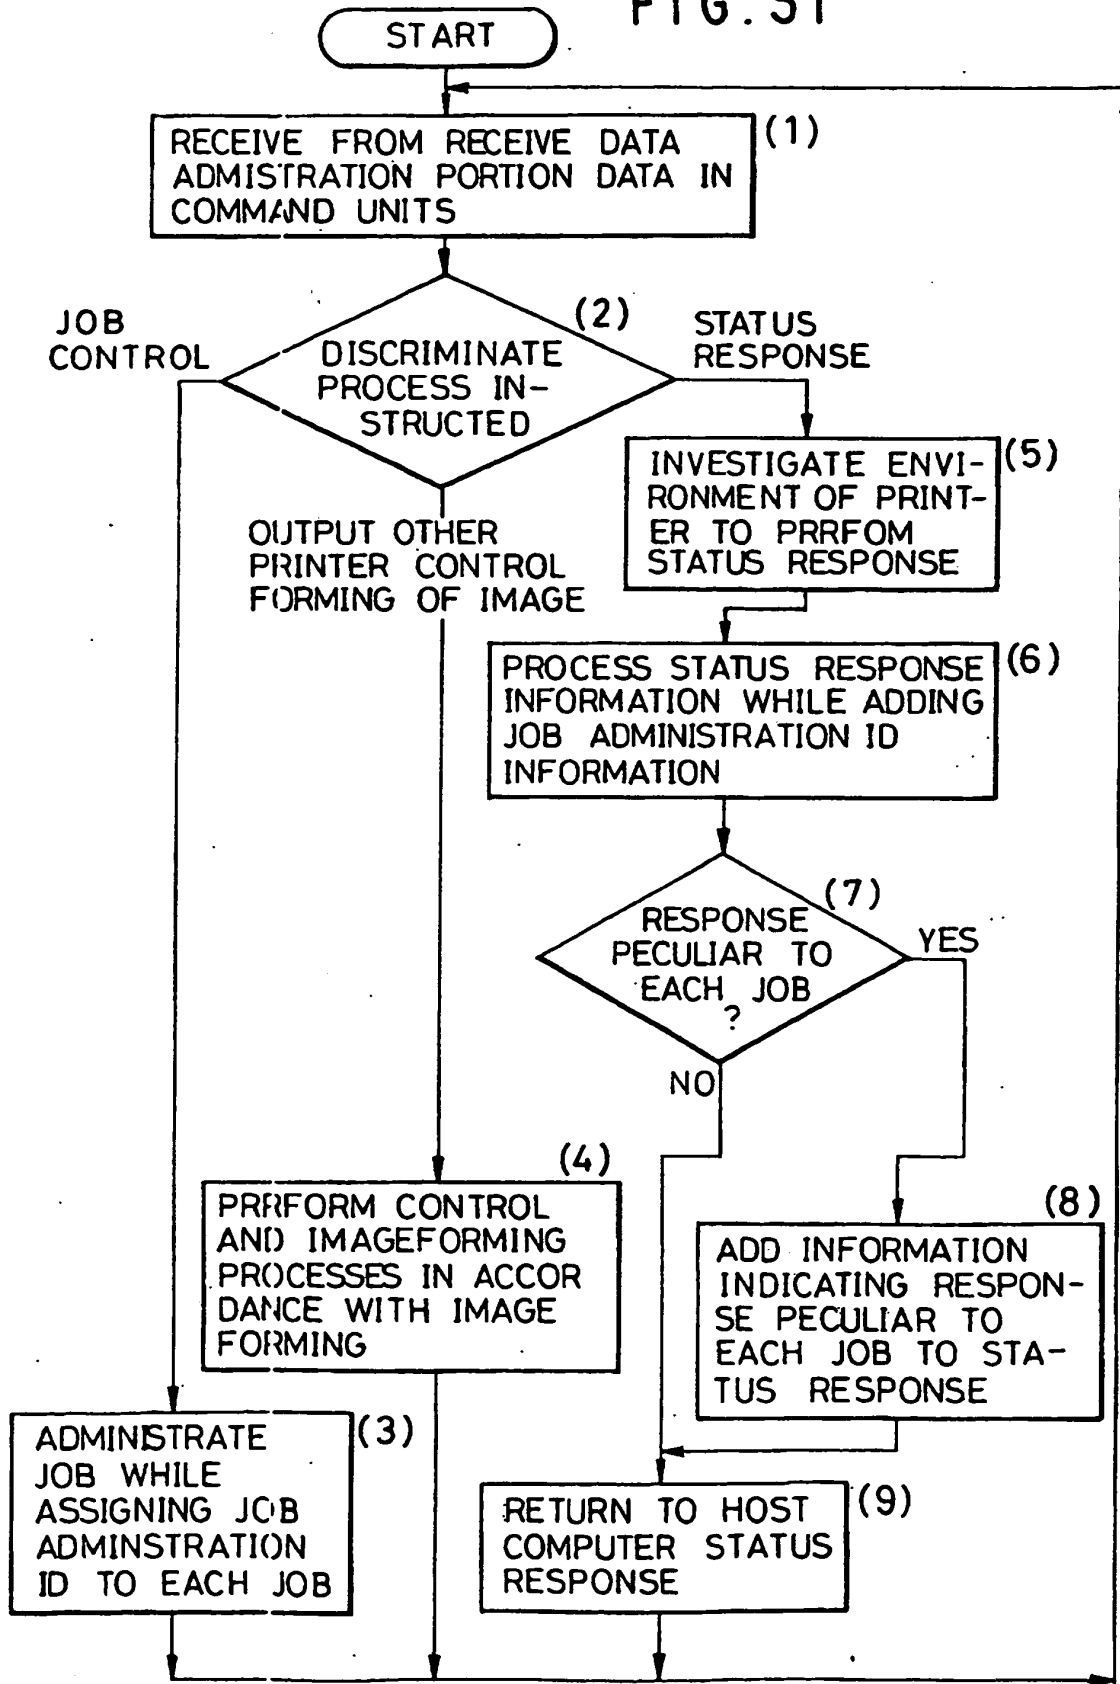 FIG. 31
START
(1)
RECEIVE FROM RECEIVE DATA
ADMISTRATION PORTION DATA IN
COMMAND UNITS
JOB
CONTROL
(2)
DISCRIMINATE
PROCESS IN-
STRUCTED
STATUS
RESPONSE
OUTPUT OTHER
PRINTER CONTROL
FORMING OF IMAGE
(5)
INVESTIGATE ENVI-
RONMENT OF PRINT-
ER TO PRRFOM
STATUS RESPONSE
(6)
PROCESS STATUS RESPONSE
INFORMATION WHILE ADDING
JOB ADMINISTRATION ID
INFORMATION
(7)
RESPONSE
PECULIAR TO
EACH JOB
?
YES
NO
(4)
PRRFORM CONTROL
AND IMAGEFORMING
PROCESSES IN ACCOR
DANCE WITH IMAGE
FORMING
(8)
ADD INFORMATION
INDICATING RESPON-
SE PECULIAR TO
EACH JOB TO STA-
TUS RESPONSE
(3)
ADMINISTRATE
JOB WHILE
ASSIGNING JOB
ADMINSTRATION
ID TO EACH JOB
(9)
RETURN TO HOST
COMPUTER STATUS
RESPONSE